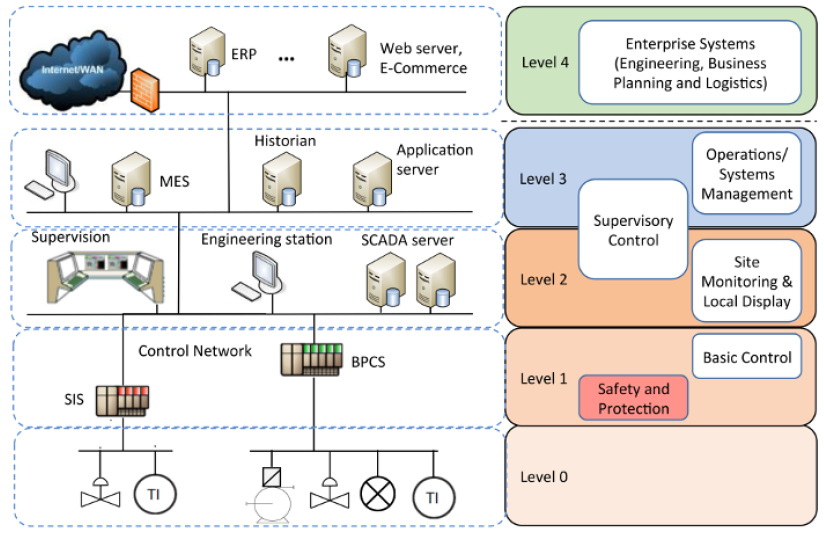 Internet/WAN
ERP
...
Web server,
E-Commerce
Level 4
Enterprise Systems
(Engineering, Business
Planning and Logistics)
MES
Historian
Application
server
Level 3
Operations/
Systems
Management
Supervisory
Control
Supervision
Engineering station
SCADA server
Level 2
Site
Monitoring &
Local Display
Control Network
BPCS
SIS
Level 1
Basic Control
Safety and
Protection
TI
TI
Level 0